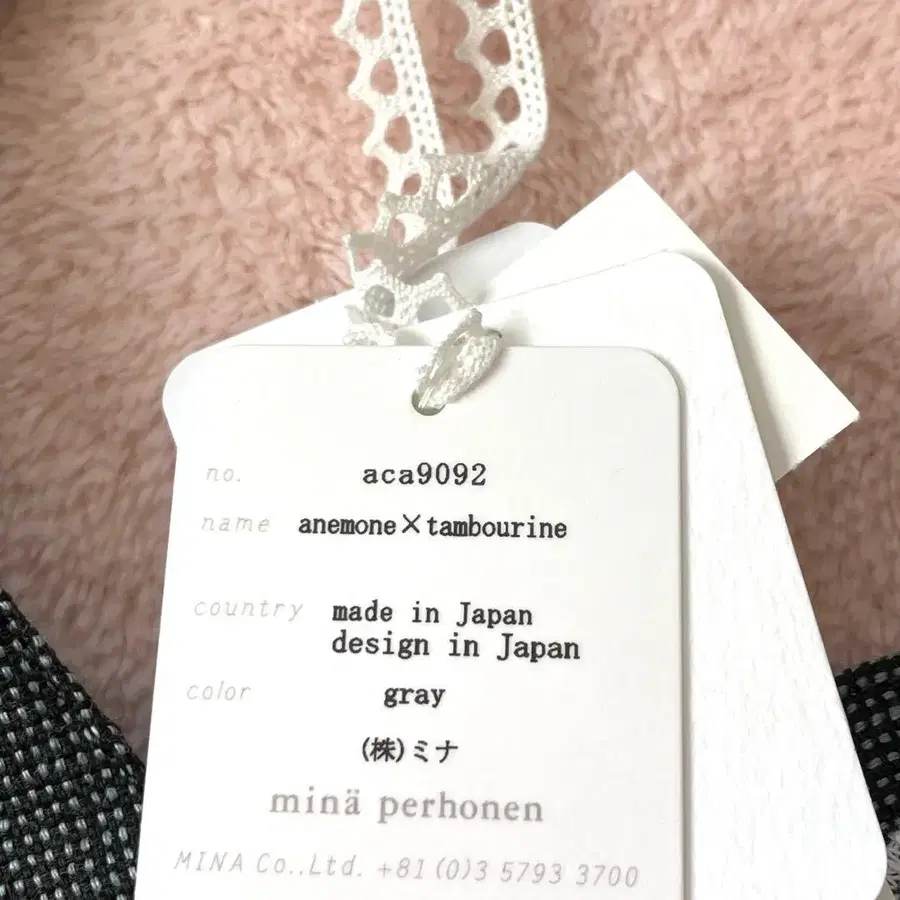 no. aca9092
name anemone×tambourine
country made in Japan
design in Japan
color gray
(株)ミナ
minä perhonen
MINA Co.,Ltd. +81(0)3 5793 3700